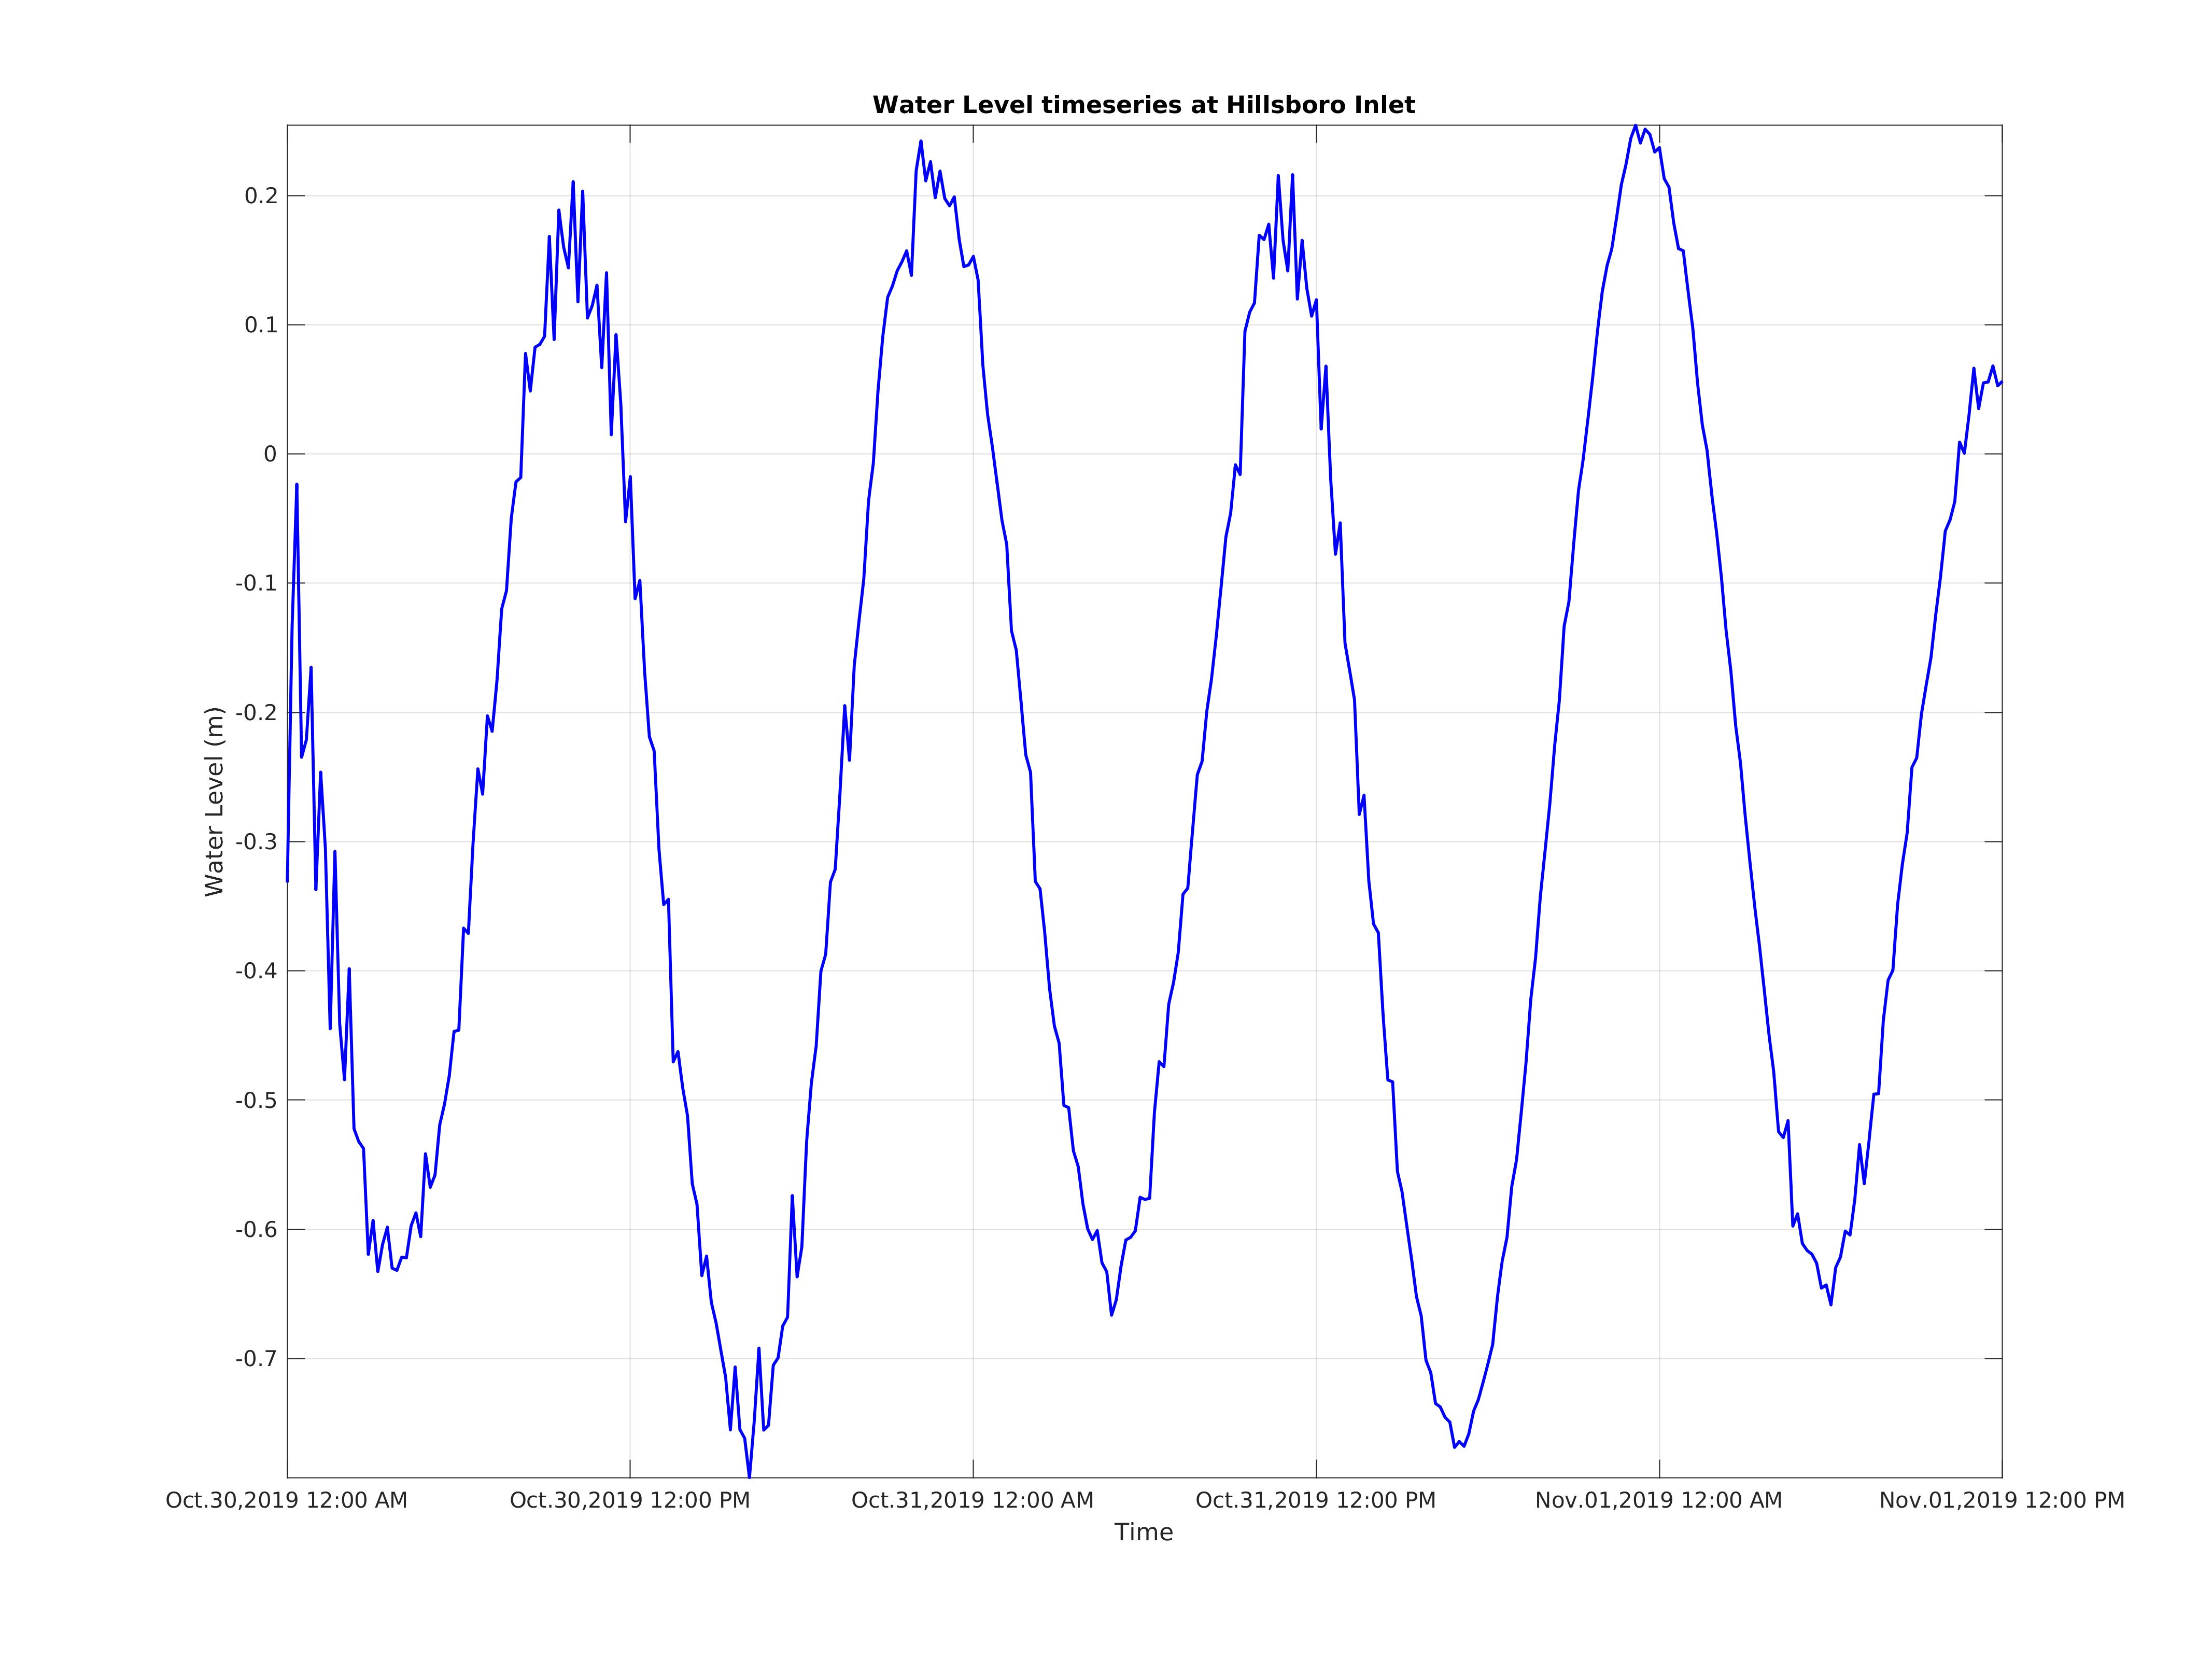 Water Level timeseries at Hillsboro Inlet
0.2
0.1
0
-0.1
-0.2
-0.3
-0.4
-0.5
-0.6
-0.7
Water Level (m)
Oct.30,2019 12:00 AM
Oct.30,2019 12:00 PM
Oct.31,2019 12:00 AM
Oct.31,2019 12:00 PM
Nov.01,2019 12:00 AM
Nov.01,2019 12:00 PM
Time